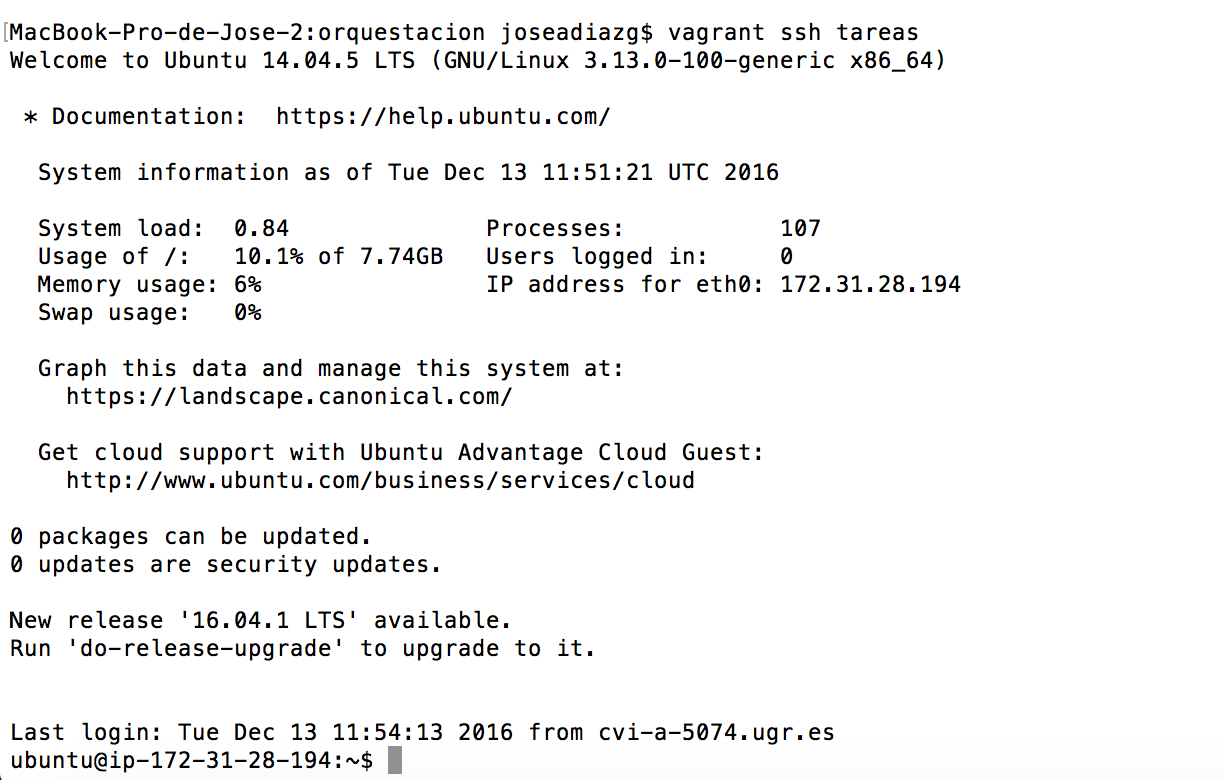 [MacBook-Pro-de-Jose-2:orquestacion joseadiazg$ vagrant ssh tareas
Welcome to Ubuntu 14.04.5 LTS (GNU/Linux 3.13.0-100-generic x86_64)
* Documentation:  https://help.ubuntu.com/
System information as of Tue Dec 13 11:51:21 UTC 2016
System load:  0.84              Processes:           107
Usage of /:   10.1% of 7.74GB   Users logged in:     0
Memory usage: 6%                IP address for eth0: 172.31.28.194
Swap usage:   0%
Graph this data and manage this system at:
https://landscape.canonical.com/
Get cloud support with Ubuntu Advantage Cloud Guest:
http://www.ubuntu.com/business/services/cloud
0 packages can be updated.
0 updates are security updates.
New release '16.04.1 LTS' available.
Run 'do-release-upgrade' to upgrade to it.
Last login: Tue Dec 13 11:54:13 2016 from cvi-a-5074.ugr.es
ubuntu@ip-172-31-28-194:~$